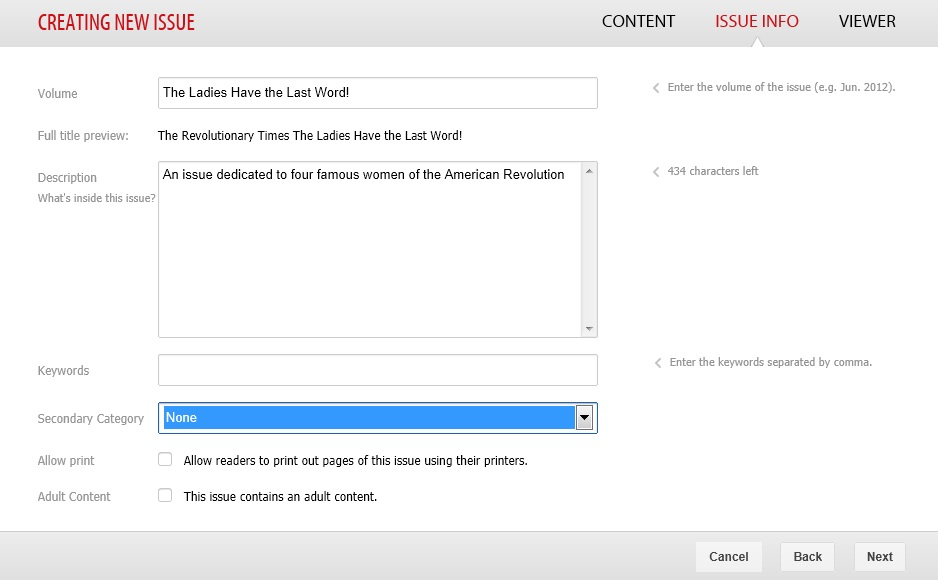 CREATING NEW ISSUE CONTENT ISSUE INFO VIEWER
Volume The Ladies Have the Last Word! Enter the volume of the issue (e.g. Jun. 2012).
Full title preview: The Revolutionary Times The Ladies Have the Last Word!
Description An issue dedicated to four famous women of the American Revolution 434 characters left
What's inside this issue?
Keywords Enter the keywords separated by comma.
Secondary Category None
Allow print Allow readers to print out pages of this issue using their printers.
Adult Content This issue contains an adult content.
Cancel Back Next